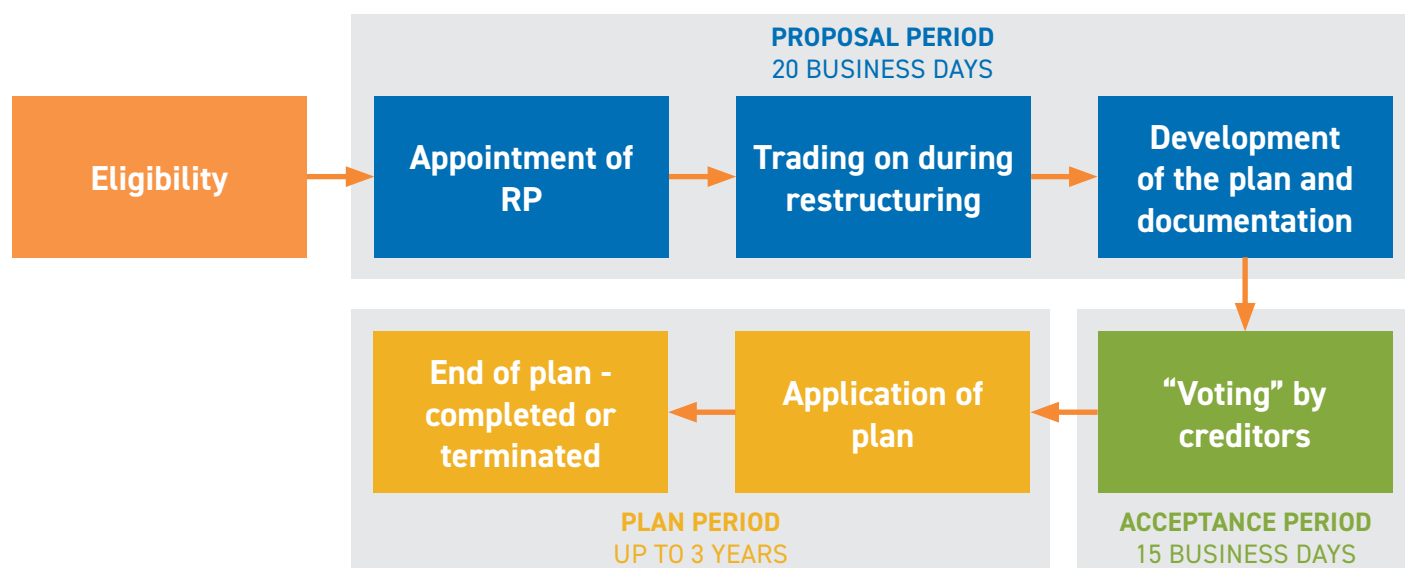 PROPOSAL PERIOD
20 BUSINESS DAYS
Eligibility
Appointment of
RP
Trading on during
restructuring
Development
of the plan and
documentation
“Voting” by
creditors
ACCEPTANCE PERIOD
15 BUSINESS DAYS
Application of
plan
End of plan -
completed or
terminated
PLAN PERIOD
UP TO 3 YEARS